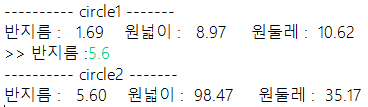 ---------- circle1 -------
반지름 :   1.69   원넓이 :   8.97    원둘레 :  10.62
>> 반지름 :5.6
---------- circle2 -------
반지름 :   5.60   원넓이 :  98.47    원둘레 :  35.17